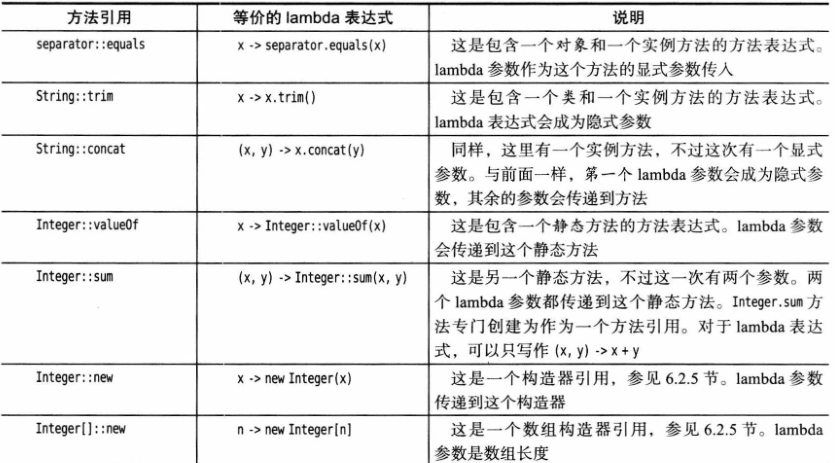 方法引用 等价的 lambda 表达式 说明
separator::equals x -> separator.equals(x) 这是包含一个对象和一个实例方法的方法表达式。
lambda 参数作为这个方法的显式参数传入
String::trim x -> x.trim() 这是包含一个类和一个实例方法的方法表达式。
lambda 表达式会成为隐式参数
String::concat (x, y) -> x.concat(y) 同样，这里有一个实例方法，不过这次有一个显式
参数。与前面一样，第一个 lambda 参数会成为隐式参
数，其余的参数会传递到方法
Integer::valueOf x -> Integer::valueOf(x) 这是包含一个静态方法的方法表达式。lambda 参数
会传递到这个静态方法
Integer::sum (x, y) -> Integer::sum(x, y) 这是另一个静态方法，不过这一次有两个参数。两
个 lambda 参数都传递到这个静态方法。Integer.sum 方
法专门创建为作为一个方法引用。对于 lambda 表达
式，可以只写作 (x, y) -> x + y
Integer::new x -> new Integer(x) 这是一个构造器引用，参见 6.2.5 节。lambda 参数
传递到这个构造器
Integer[]::new n -> new Integer[n] 这是一个数组构造器引用，参见 6.2.5 节。lambda
参数是数组长度